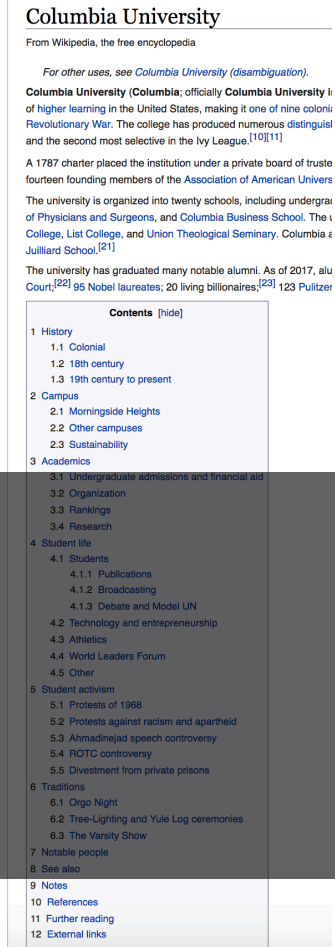 Columbia University
From Wikipedia, the free encyclopedia
For other uses, see Columbia University (disambiguation).
Columbia University (Columbia; officially Columbia University i
of higher learning in the United States, making it one of nine coloni
Revolutionary War. The college has produced numerous distinguis
and the second most selective in the Ivy League.[10][11]
A 1787 charter placed the institution under a private board of truste
fourteen founding members of the Association of American Univers
The university is organized into twenty schools, including undergra
of Physicians and Surgeons, and Columbia Business School. The u
College, List College, and Union Theological Seminary. Columbia a
Juilliard School.[21]
The university has graduated many notable alumni. As of 2017, alu
Court;[22] 95 Nobel laureates; 20 living billionaires;[23] 123 Pulitzer
Contents [hide]
1 History
1.1 Colonial
1.2 18th century
1.3 19th century to present
2 Campus
2.1 Morningside Heights
2.2 Other campuses
2.3 Sustainability
3 Academics
3.1 Undergraduate admissions and financial aid
3.2 Organization
3.3 Rankings
3.4 Research
4 Student life
4.1 Students
4.1.1 Publications
4.1.2 Broadcasting
4.1.3 Debate and Model UN
4.2 Technology and entrepreneurship
4.3 Athletics
4.4 World Leaders Forum
4.5 Other
5 Student activism
5.1 Protests of 1968
5.2 Protests against racism and apartheid
5.3 Ahmadinejad speech controversy
5.4 ROTC controversy
5.5 Divestment from private prisons
6 Traditions
6.1 Orgo Night
6.2 Tree-Lighting and Yule Log ceremonies
6.3 The Varsity Show
7 Notable people
8 See also
9 Notes
10 References
11 Further reading
12 External links